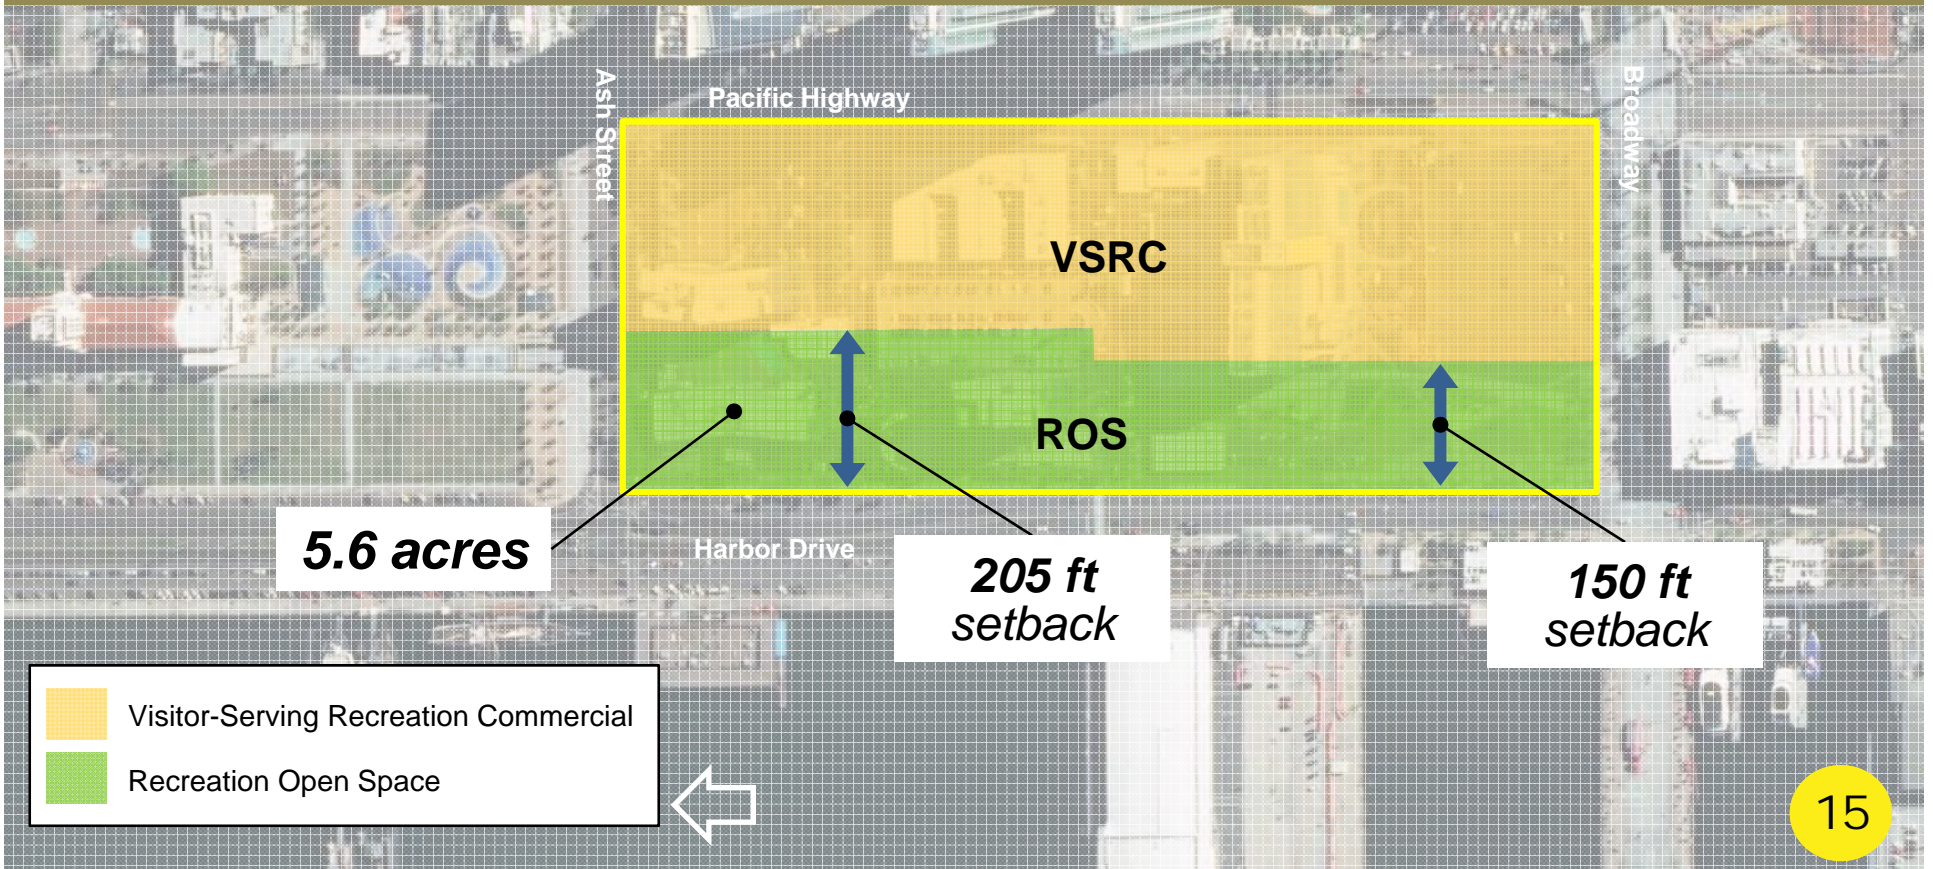 Pacific Highway
Ash Street
Broadway
VSRC
ROS
5.6 acres
Harbor Drive
205 ft
setback
150 ft
setback
Visitor-Serving Recreation Commercial
Recreation Open Space
15